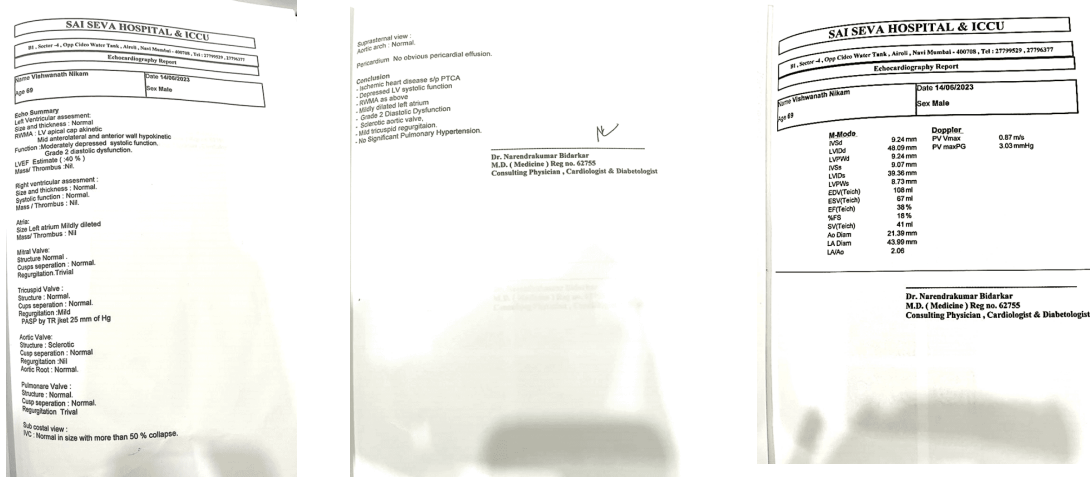 SAI SEVA HOSPITAL & ICCU
B1, Sector -4, Opp Cidco Water Tank, Airoli, Navi Mumbai - 400708, Tel : 27799529, 27796377
Echocardiography Report
Name Vishwanath Nikam
Date 14/06/2023
Age 69
Sex Male
Echo Summary
Left Ventricular assesment:
Size and thickness : Normal
RWMA : LV apical cap akinetic
Mid anterolateral and anterior wall hypokinetic
Function :Moderately depressed systolic function,
Grade 2 diastolic dysfunction.
LVEF Estimate ( :40 % )
Mass/ Thrombus :Nil.
Right ventricular assesment :
Size and thickness : Normal.
Systolic function : Normal.
Mass / Thrombus : Nil.
Atria:
Size Left atrium Mildly dileted
Mass/ Thrombus : Nil
Mitral Valve:
Structure Normal .
Cusps seperation : Normal.
Regurgitation.Trivial
Tricuspid Valve :
Structure : Normal.
Cups seperation : Normal.
Regurgilation :Mild
PASP by TR jket 25 mm of Hg
Aortic Valve:
Structure : Sclerotic
Cusp seperation : Normal
Regurgitation :Nil
Aortic Root : Normal.
Pulmonare Valve :
Structure : Normal.
Cusp seperation : Normal.
Regurgitation Trival
Sub costal view :
IVC : Normal in size with more than 50 % collapse.
Suprasternal view :
Aortic arch : Normal.
Pericardium No obvious pericardial effusion.
Conclusion
- Ischemic heart disease s/p PTCA
- Depressed LV systolic function
- RWMA as above
- Mildly dilated left atrium
- Grade 2 Diastolic Dysfunction
- Sclerotic aortic valve,
- Mild tricuspid regurgitaion.
- No Significant Pulmonary Hypertension.
Dr. Narendrakumar Bidarkar
M.D. ( Medicine ) Reg no. 62755
Consulting Physician , Cardiologist & Diabetologist
SAI SEVA HOSPITAL & ICCU
B1, Sector -4, Opp Cidco Water Tank, Airoli, Navi Mumbai - 400708, Tel : 27799529, 27796377
Echocardiography Report
Name Vishwanath Nikam
Date 14/06/2023
Age 69
Sex Male
M-Mode
IVSd 9.24 mm
LVIDd 48.09 mm
LVPWd 9.24 mm
IVSs 9.07 mm
LVIDs 39.36 mm
LVPWs 8.73 mm
EDV(Teich) 108 ml
ESV(Teich) 67 ml
EF(Teich) 38 %
%FS 18 %
SV(Teich) 41 ml
Ao Diam 21.39 mm
LA Diam 43.99 mm
LA/Ao 2.06
Doppler
PV Vmax 0.87 m/s
PV maxPG 3.03 mmHg
Dr. Narendrakumar Bidarkar
M.D. ( Medicine ) Reg no. 62755
Consulting Physician , Cardiologist & Diabetologist